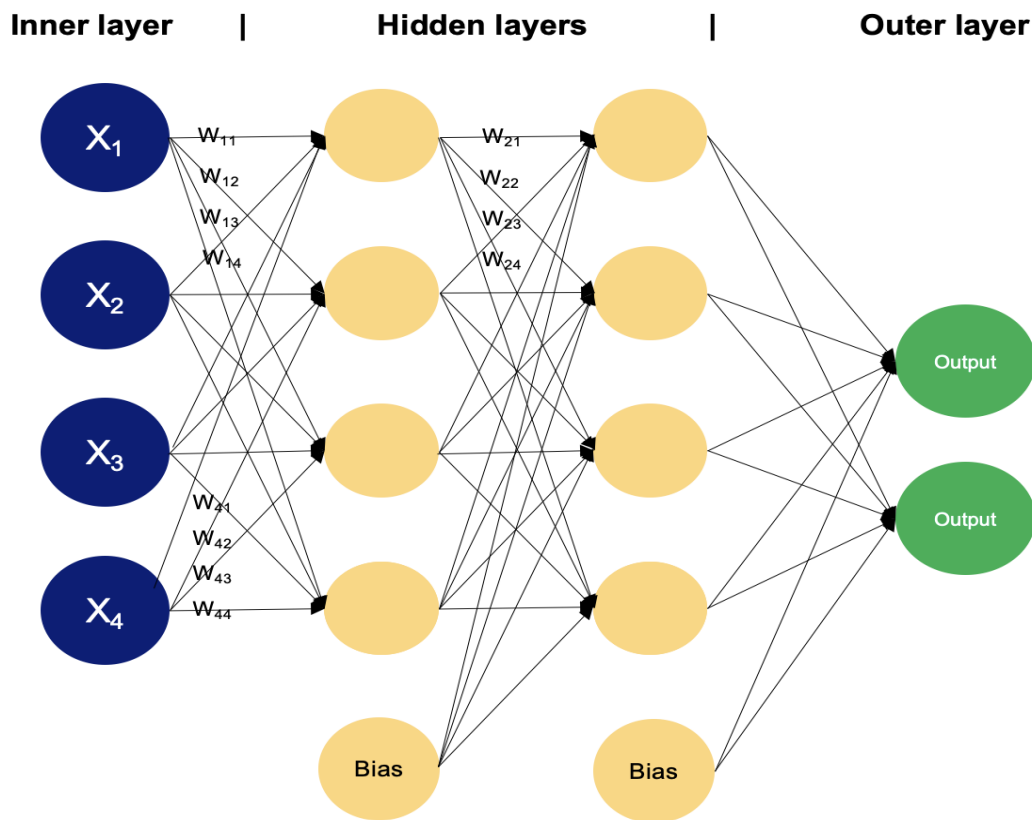 Inner layer | Hidden layers | Outer layer
X₁
W₁₁
W₂₁
W₁₂
W₂₂
W₁₃
W₂₃
W₁₄
W₂₄
X₂
Output
X₃
W₄₁
Output
W₄₂
W₄₃
X₄
W₄₄
Bias
Bias